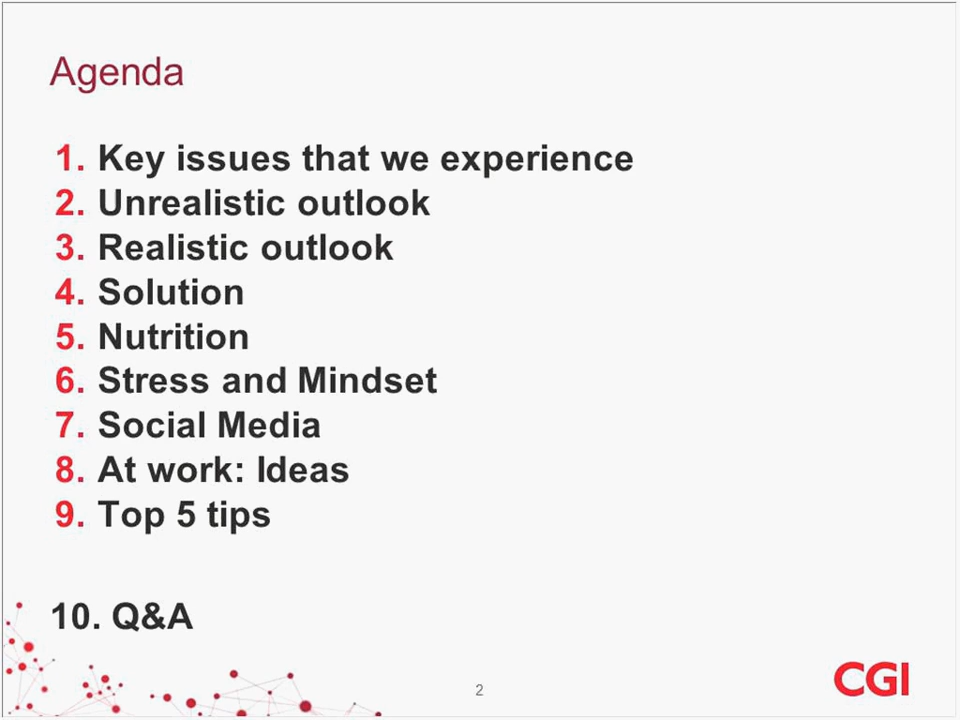 Agenda
1. Key issues that we experience
2. Unrealistic outlook
3. Realistic outlook
4. Solution
5. Nutrition
6. Stress and Mindset
7. Social Media
8. At work: Ideas
9. Top 5 tips
10. Q&A
2
CGI